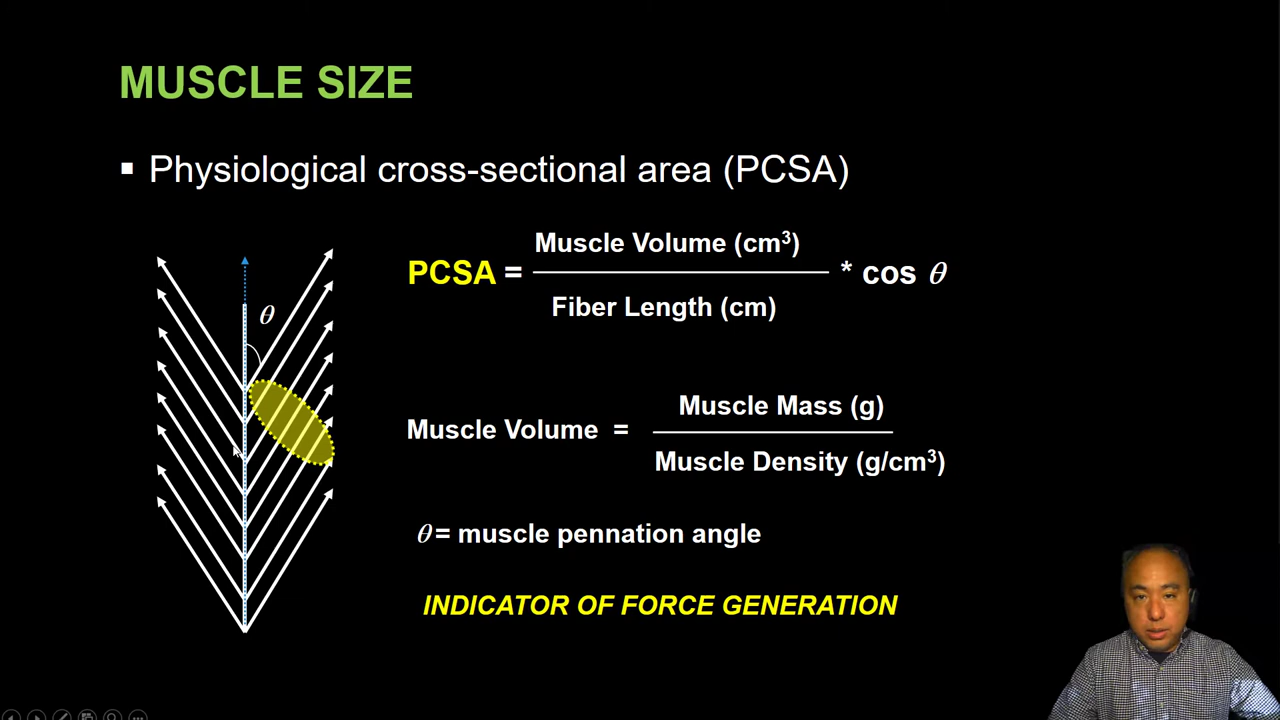 MUSCLE SIZE
▪ Physiological cross-sectional area (PCSA)
Muscle Volume (cm³)
PCSA = * cos θ
Fiber Length (cm)
θ
Muscle Mass (g)
Muscle Volume =
Muscle Density (g/cm³)
θ = muscle pennation angle
INDICATOR OF FORCE GENERATION